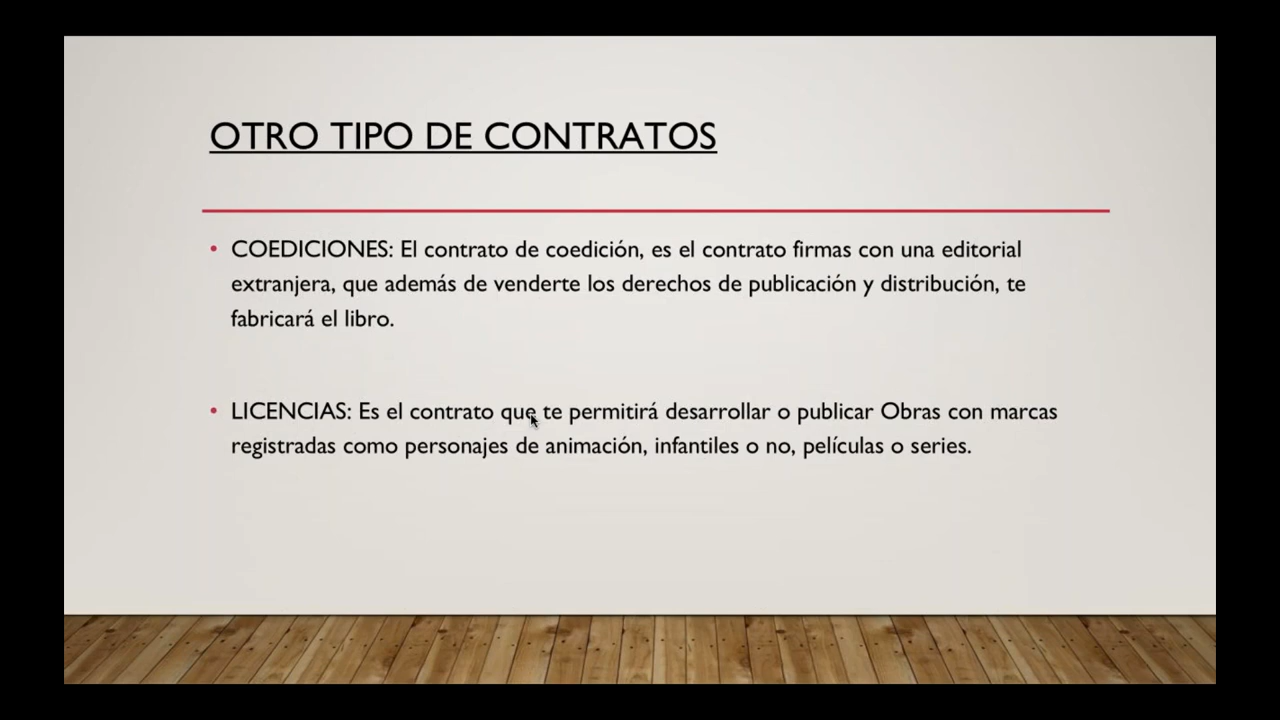 OTRO TIPO DE CONTRATOS
• COEDICIONES: El contrato de coedición, es el contrato firmas con una editorial
extranjera, que además de venderte los derechos de publicación y distribución, te
fabricará el libro.
• LICENCIAS: Es el contrato que te permitirá desarrollar o publicar Obras con marcas
registradas como personajes de animación, infantiles o no, películas o series.